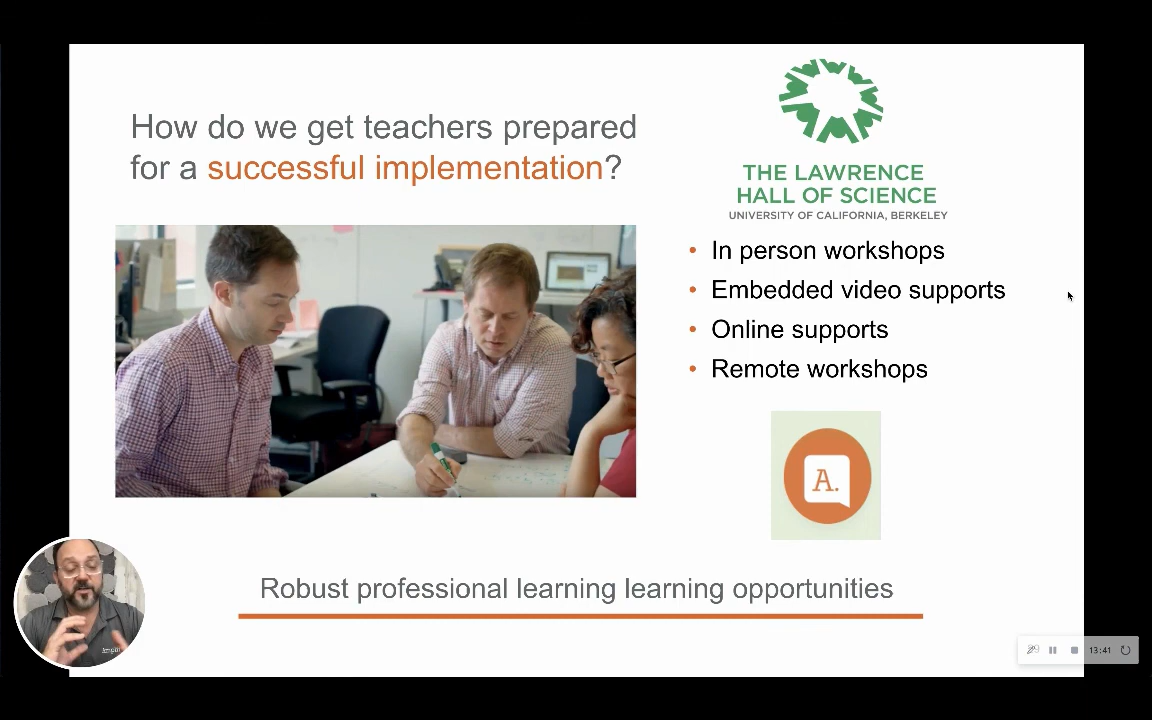 How do we get teachers prepared
for a successful implementation?
THE LAWRENCE
HALL OF SCIENCE
UNIVERSITY OF CALIFORNIA, BERKELEY
• In person workshops
• Embedded video supports
• Online supports
• Remote workshops
A.
Robust professional learning learning opportunities
13:41